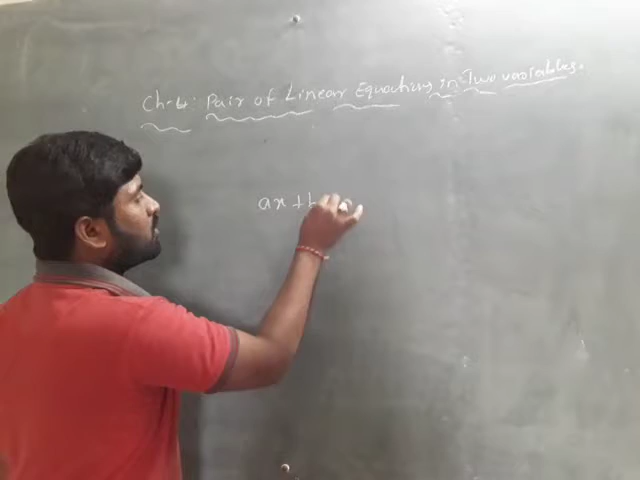 Ch-4: Pair of Linear Equations in Two variables.
ax + b